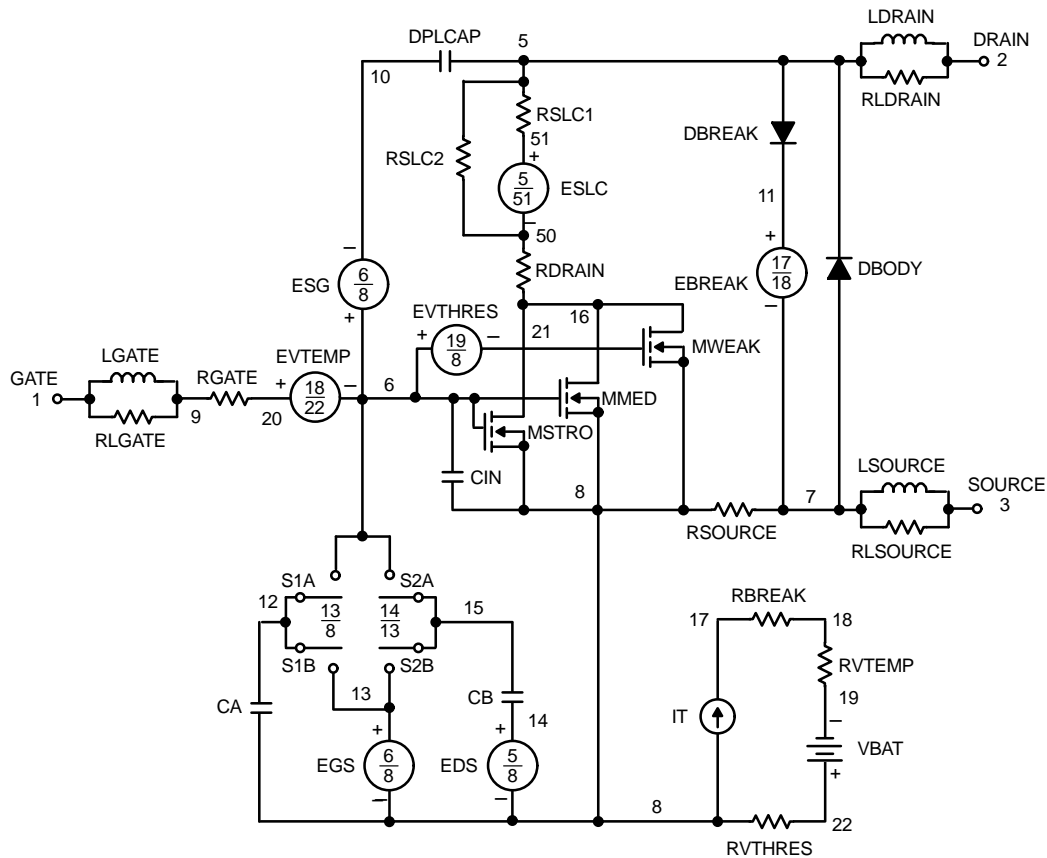 LDRAIN
DPLCAP
5
DRAIN
2
10
RLDRAIN
RSLC1
DBREAK
51
RSLC2
+
5
51
ESLC
11
−
50
−
+
RDRAIN
6
8
ESG
17
18
EBREAK
DBODY
+
EVTHRES
16
−
+
19
8
−
21
MWEAK
LGATE
EVTEMP
GATE
1
RGATE
+
18
22
−
6
MMED
9
20
RLGATE
MSTRO
CIN
LSOURCE
8
7
SOURCE
3
RSOURCE
RLSOURCE
S1A
S2A
12
13
8
14
13
15
RBREAK
17
18
S1B
S2B
RVTEMP
13
CB
19
CA
IT
−
+
+
14
VBAT
EGS
6
8
EDS
5
8
+
−
−
8
22
RVTHRES